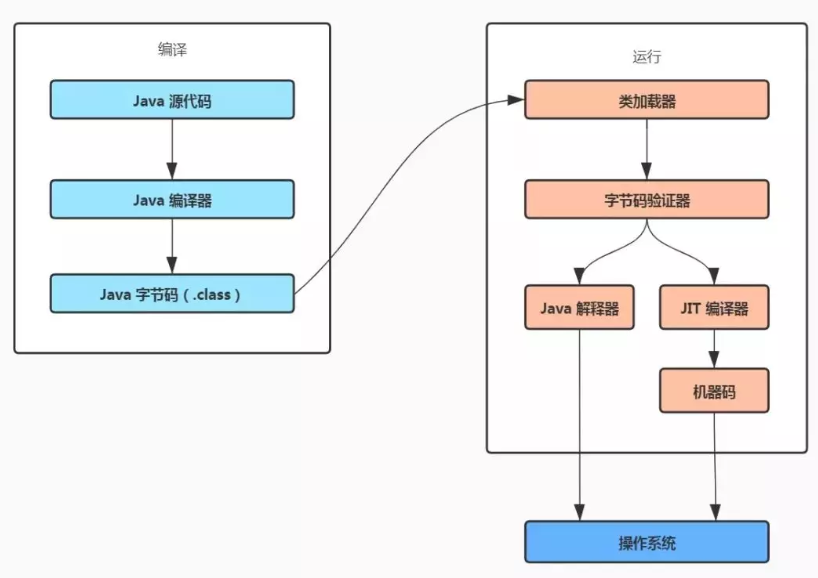 编译
Java 源代码
Java 编译器
Java 字节码（.class）
运行
类加载器
字节码验证器
Java 解释器
JIT 编译器
机器码
操作系统